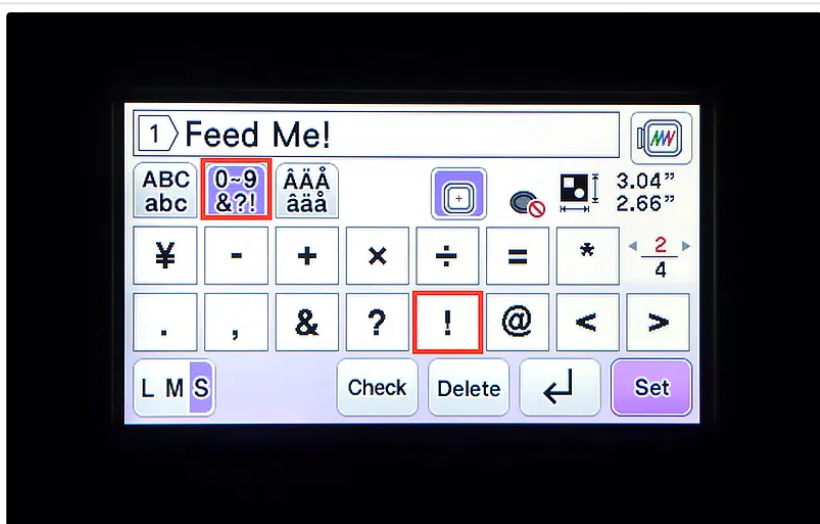 1 Feed Me!
ABC 0~9 ÂÄÅ 3.04”
abc &?! âäå 2.66”
¥ - + × ÷ = * 2
4
. , & ? ! @ < >
L M S Check Delete Set